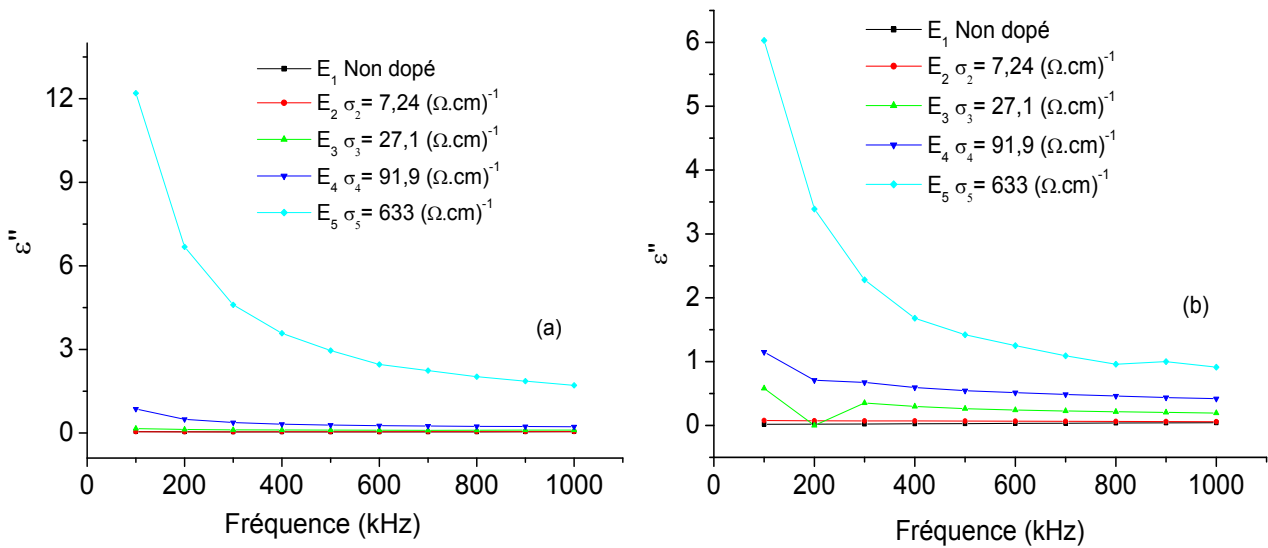 E₁ Non dopé
E₂ σ₂= 7,24 (Ω.cm)⁻¹
E₃ σ₃= 27,1 (Ω.cm)⁻¹
E₄ σ₄= 91,9 (Ω.cm)⁻¹
E₅ σ₅= 633 (Ω.cm)⁻¹
12
9
6
3
0
ε"
(a)
0 200 400 600 800 1000
Fréquence (kHz)
E₁ Non dopé
E₂ σ₂= 7,24 (Ω.cm)⁻¹
E₃ σ₃= 27,1 (Ω.cm)⁻¹
E₄ σ₄= 91,9 (Ω.cm)⁻¹
E₅ σ₅= 633 (Ω.cm)⁻¹
6
5
4
3
2
1
0
ε"
(b)
0 200 400 600 800 1000
Fréquence (kHz)